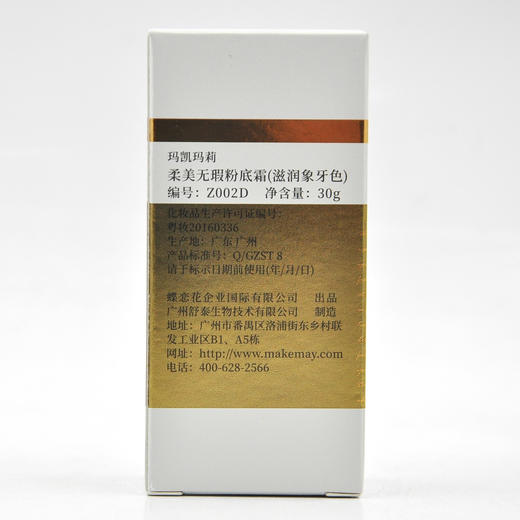 玛凯玛莉
柔美无瑕粉底霜(滋润象牙色)
编号：Z002D 净含量：30g
化妆品生产许可证编号：
粤妆20160336
生产地：广东广州
产品标准号：Q/GZST 8
请于标示日期前使用(年/月/日)
蝶恋花企业国际有限公司 出品
广州舒泰生物技术有限公司 制造
地址：广州市番禺区洛浦街东乡村联
发工业区B1、A5栋
网址：http://www.makemay.com
电话：400-628-2566